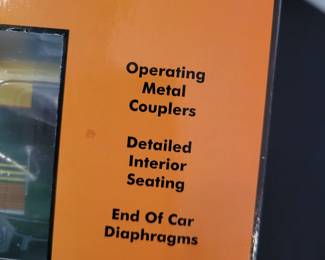 Operating
Metal
Couplers
Detailed
Interior
Seating
End Of Car
Diaphragms